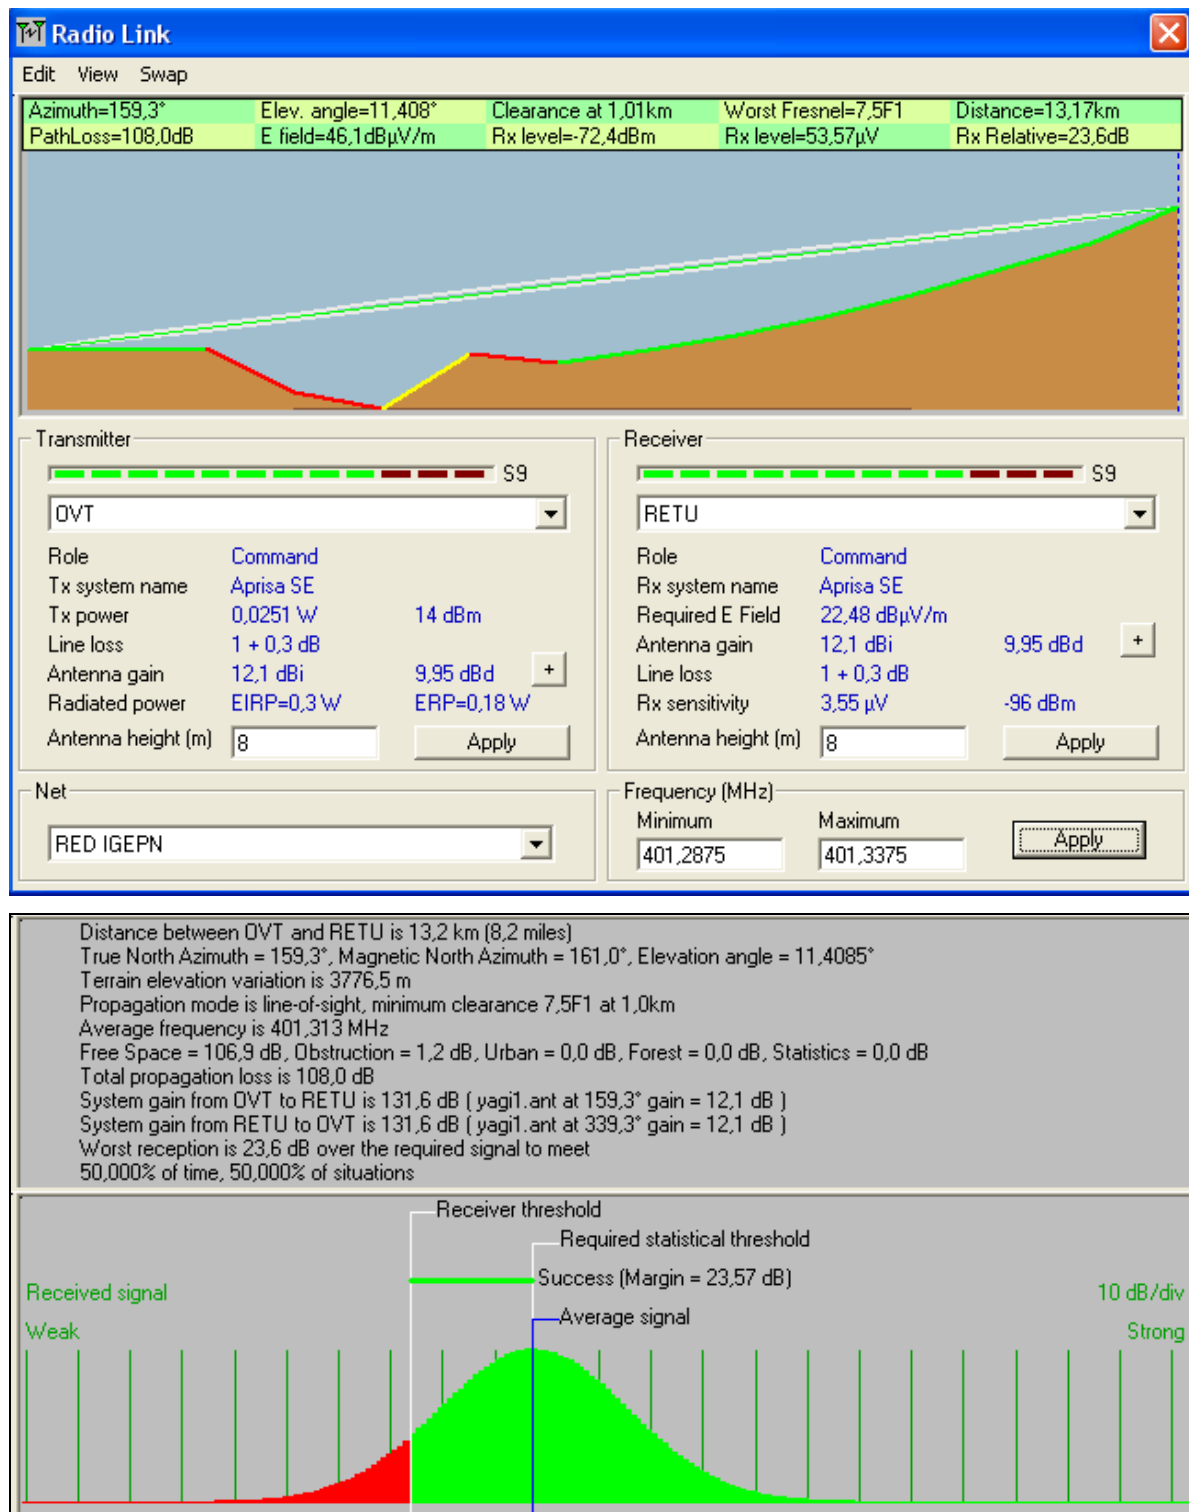 Radio Link
Edit View Swap
Azimuth=159,3° Elev. angle=11,408° Clearance at 1,01km Worst Fresnel=7,5F1 Distance=13,17km
PathLoss=108,0dB E field=46,1dBµV/m Rx level=-72,4dBm Rx level=53,57µV Rx Relative=23,6dB
Transmitter
S9
OVT
Role Command
Tx system name Aprisa SE
Tx power 0,0251 W 14 dBm
Line loss 1 + 0,3 dB
Antenna gain 12,1 dBi 9,95 dBd +
Radiated power EIRP=0,3 W ERP=0,18 W
Antenna height (m) 8 Apply
Receiver
S9
RETU
Role Command
Rx system name Aprisa SE
Required E Field 22,48 dBµV/m
Antenna gain 12,1 dBi 9,95 dBd +
Line loss 1 + 0,3 dB
Rx sensitivity 3,55 µV -96 dBm
Antenna height (m) 8 Apply
Net
RED IGEPN
Frequency (MHz)
Minimum Maximum
401,2875 401,3375 Apply
Distance between OVT and RETU is 13,2 km (8,2 miles)
True North Azimuth = 159,3°, Magnetic North Azimuth = 161,0°, Elevation angle = 11,4085°
Terrain elevation variation is 3776,5 m
Propagation mode is line-of-sight, minimum clearance 7,5F1 at 1,0km
Average frequency is 401,313 MHz
Free Space = 106,9 dB, Obstruction = 1,2 dB, Urban = 0,0 dB, Forest = 0,0 dB, Statistics = 0,0 dB
Total propagation loss is 108,0 dB
System gain from OVT to RETU is 131,6 dB ( yagi1.ant at 159,3° gain = 12,1 dB )
System gain from RETU to OVT is 131,6 dB ( yagi1.ant at 339,3° gain = 12,1 dB )
Worst reception is 23,6 dB over the required signal to meet
50,000% of time, 50,000% of situations
Receiver threshold
Required statistical threshold
Success (Margin = 23,57 dB)
Received signal 10 dB/div
Average signal
Weak Strong